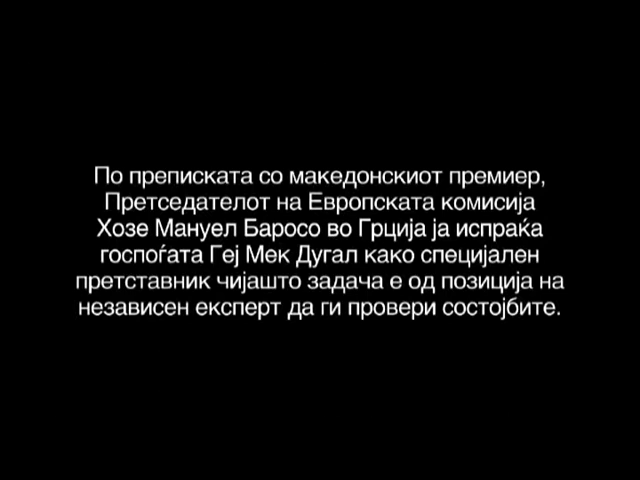 По преписката со македонскиот премиер,
Претседателот на Европската комисија
Хозе Мануел Баросо во Грција ја испраќа
госпоѓата Геј Мек Дугал како специјален
претставник чијашто задача е од позиција на
независен експерт да ги провери состојбите.